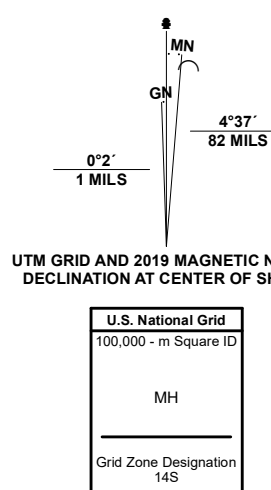 MN
GN
4°37´
82 MILS
0°2´
1 MILS
UTM GRID AND 2019 MAGNETIC N
DECLINATION AT CENTER OF SH
U.S. National Grid
100,000 - m Square ID
MH
Grid Zone Designation
14S